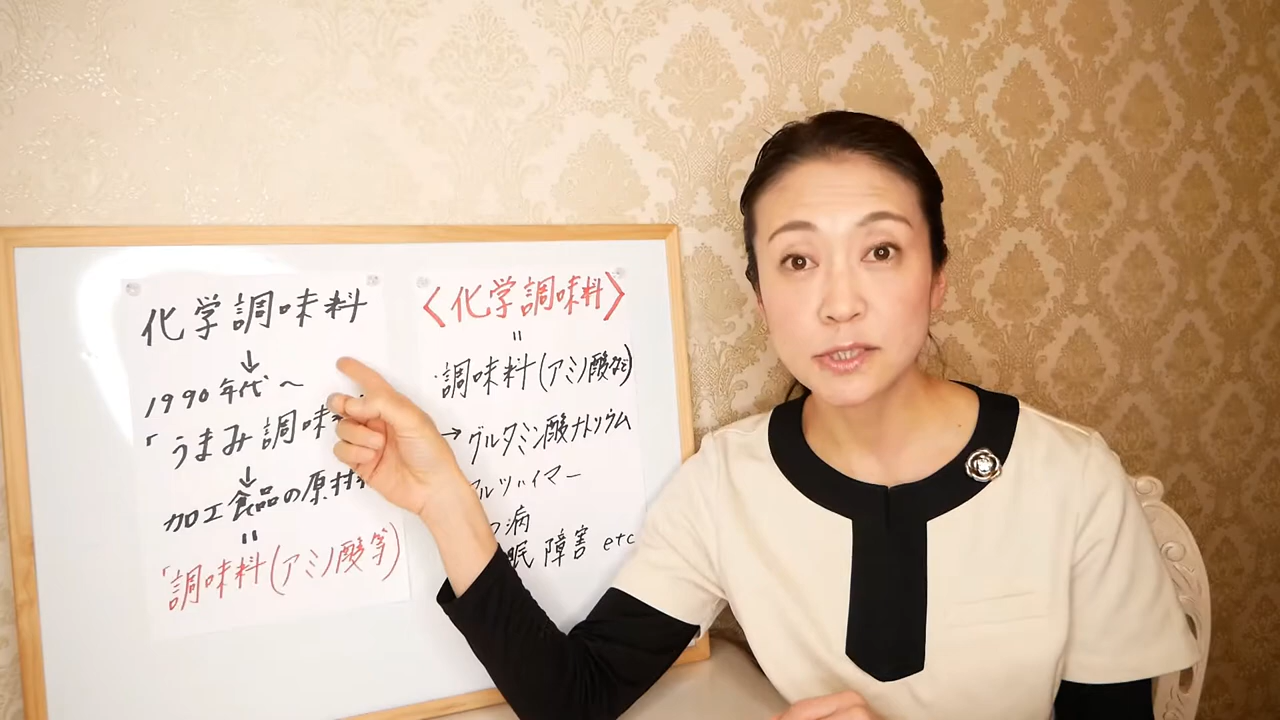 化学調味料
↓
1990年代〜
「うまみ調味
↓
加工食品の原材
=
「調味料(アミノ酸等)
〈化学調味料〉
=
・調味料(アミノ酸など)
→グルタミン酸ナトリウム
ルツハイマー
病
眠障害 etc